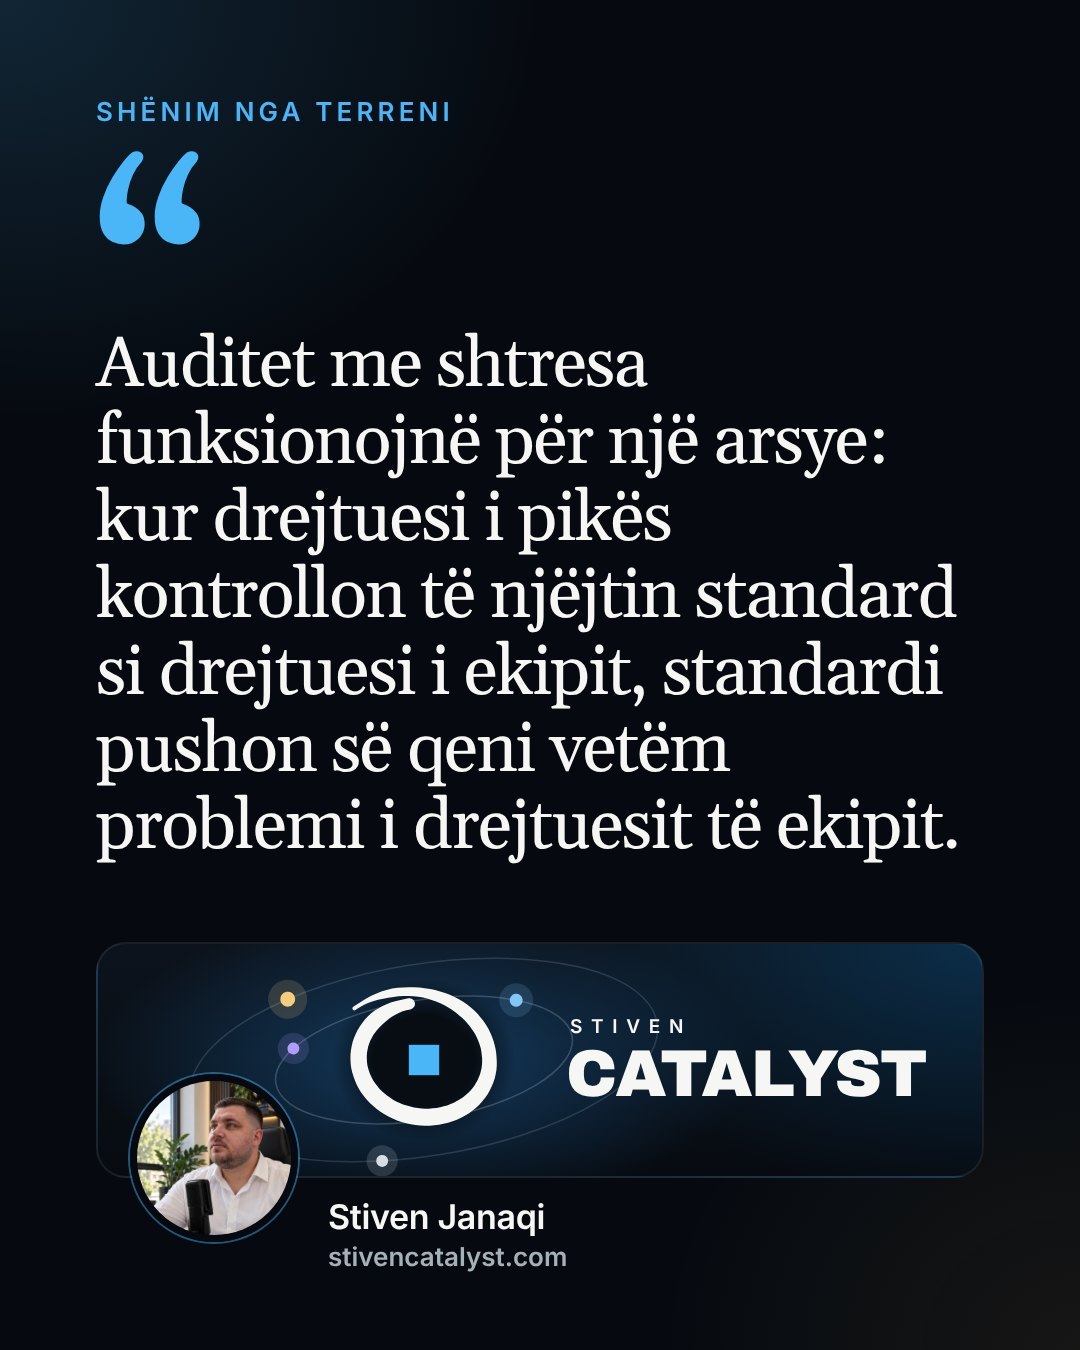 SHËNIM NGA TERRENI
“
Auditet me shtresa
funksionojnë për një arsye:
kur drejtuesi i pikës
kontrollon të njëjtin standard
si drejtuesi i ekipit, standardi
pushon së qeni vetëm
problemi i drejtuesit të ekipit.
STIVEN
CATALYST
Stiven Janaqi
stivencatalyst.com